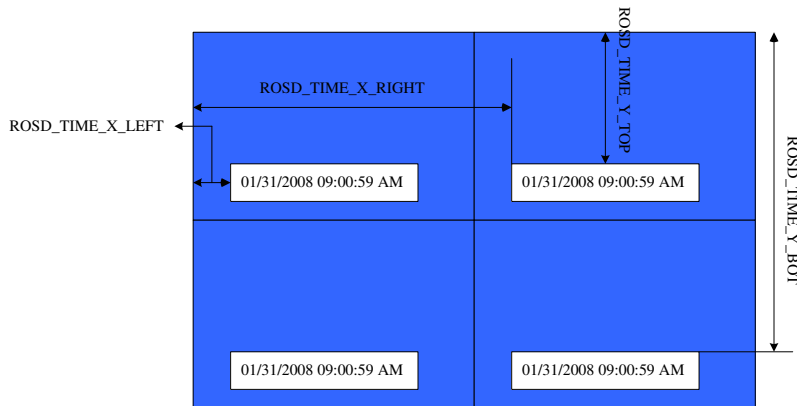 ROSD_TIME_X_RIGHT
ROSD_TIME_Y_TOP
ROSD_TIME_X_LEFT
ROSD_TIME_Y_BOT
01/31/2008 09:00:59 AM
01/31/2008 09:00:59 AM
01/31/2008 09:00:59 AM
01/31/2008 09:00:59 AM